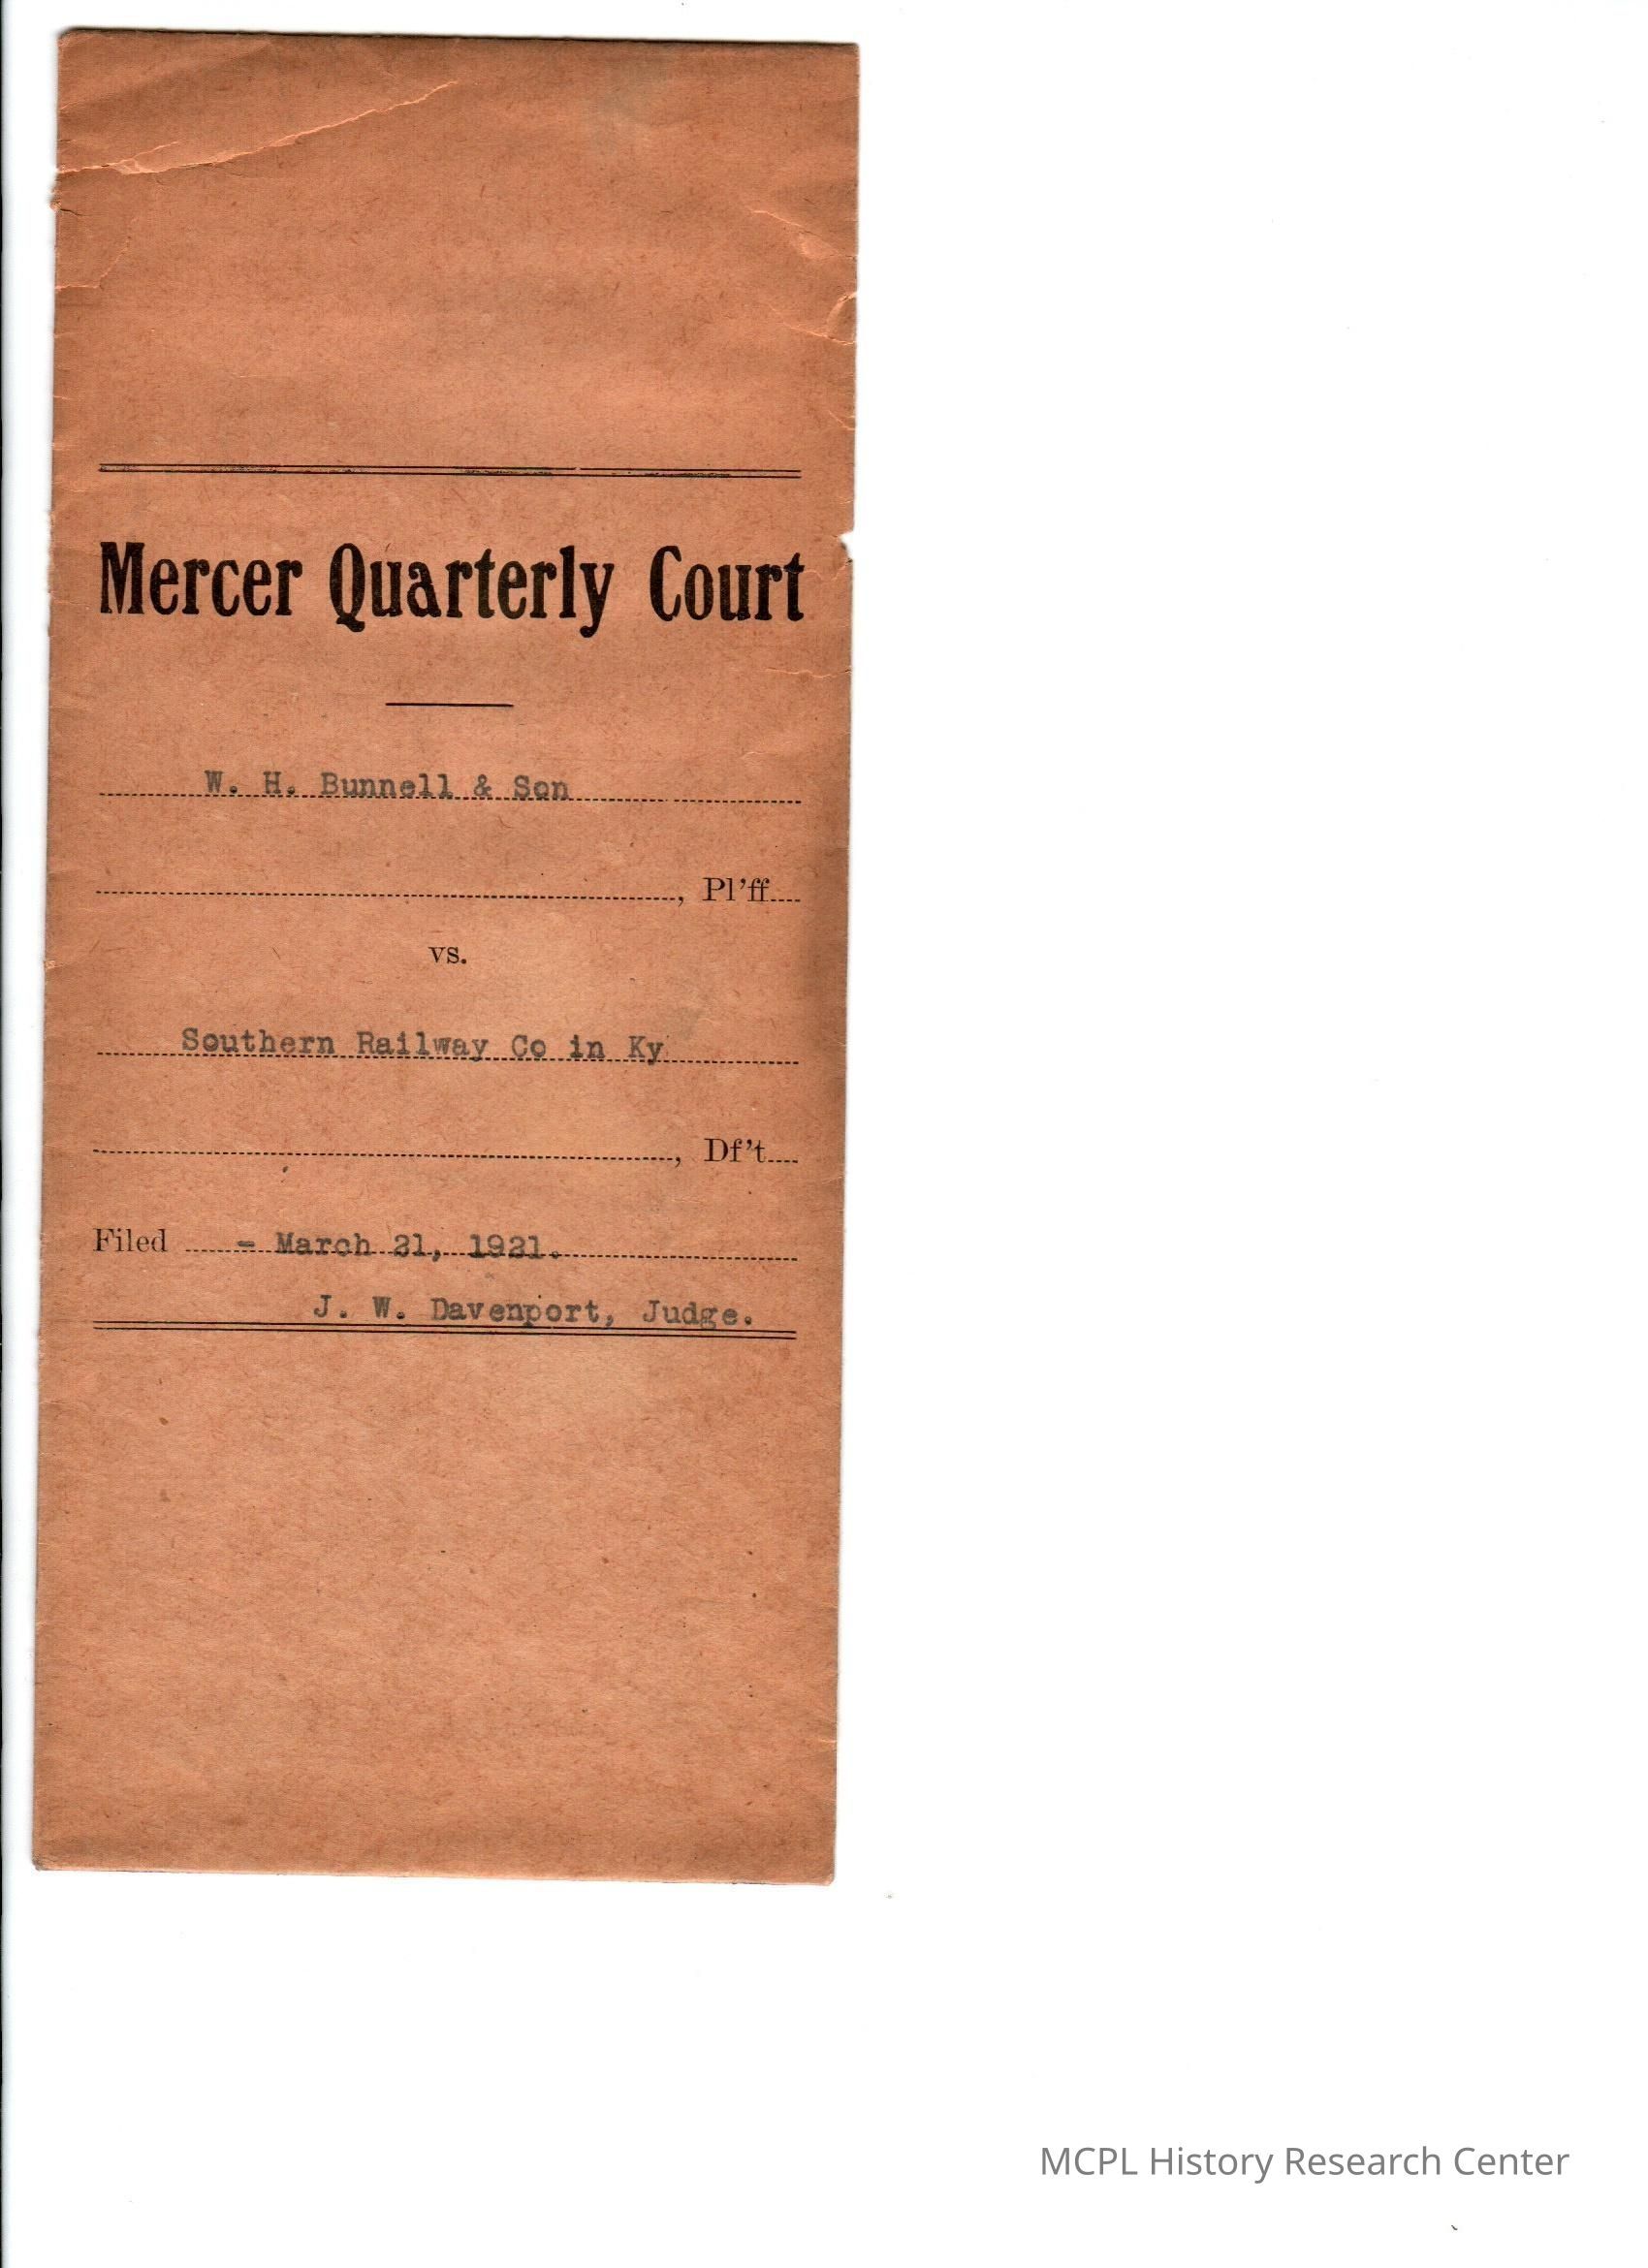 Mercer Quarterly Court
W. H. Bunnell & Son
, Pl'ff
vs.
Southern Railway Co in Ky
, Df't
Filed - March 21, 1921.
J. W. Davenport, Judge.
MCPL History Research Center